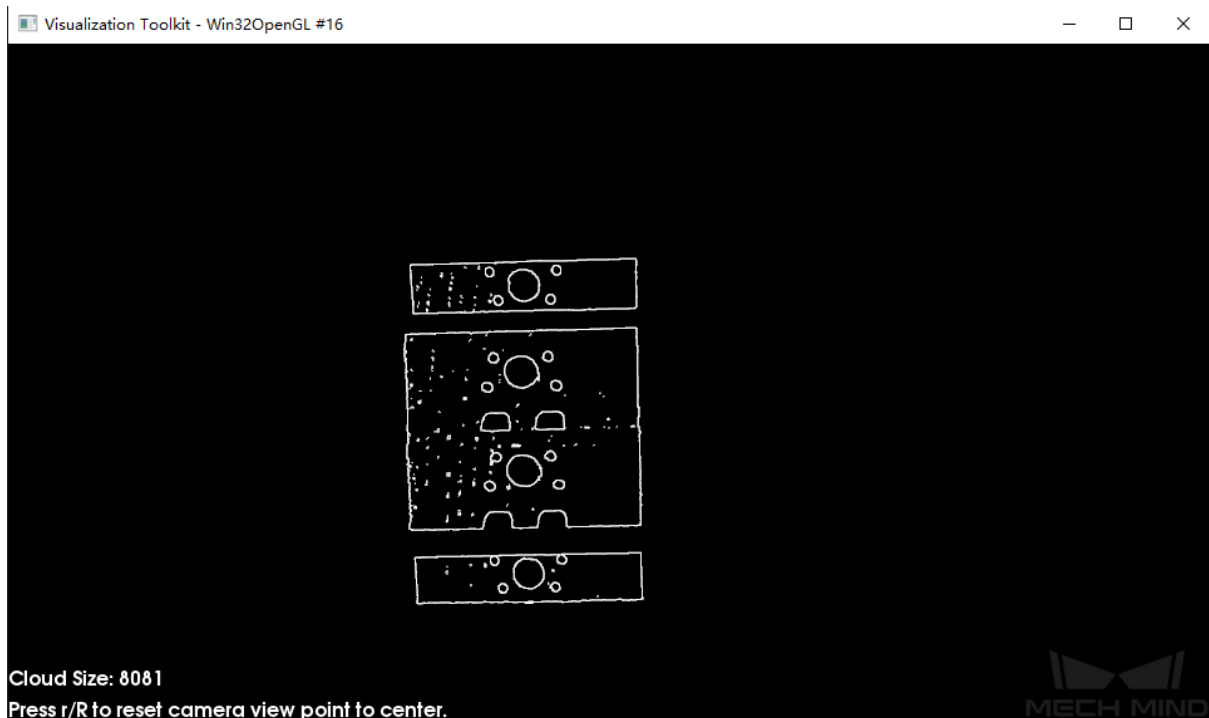 Visualization Toolkit - Win32OpenGL #16
Cloud Size: 8081
Press r/R to reset camera view point to center.
MECH MIND